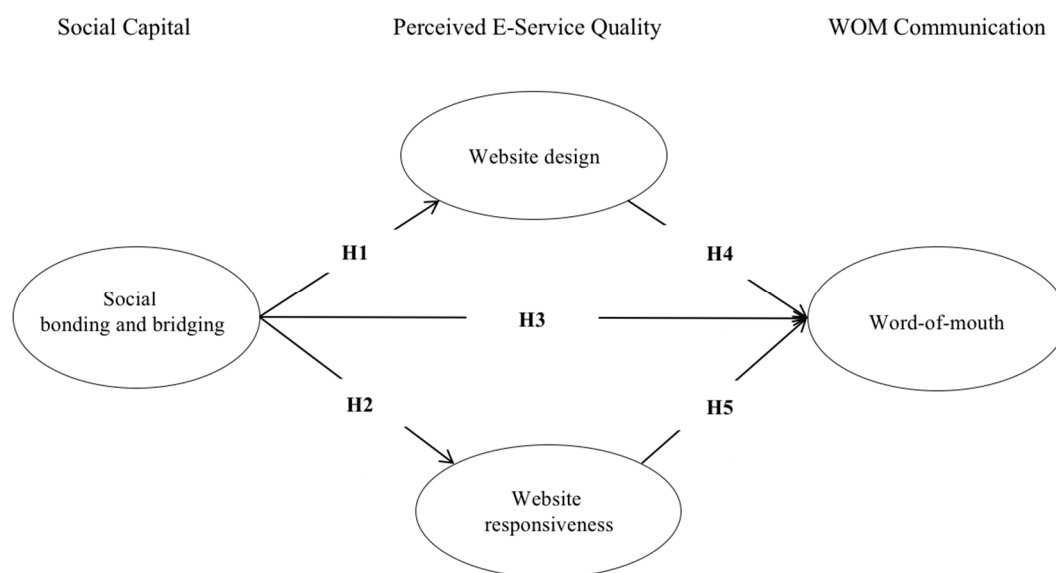 Social Capital
Perceived E-Service Quality
WOM Communication
Website design
H1
H4
Social
bonding and bridging
H3
Word-of-mouth
H2
H5
Website
responsiveness